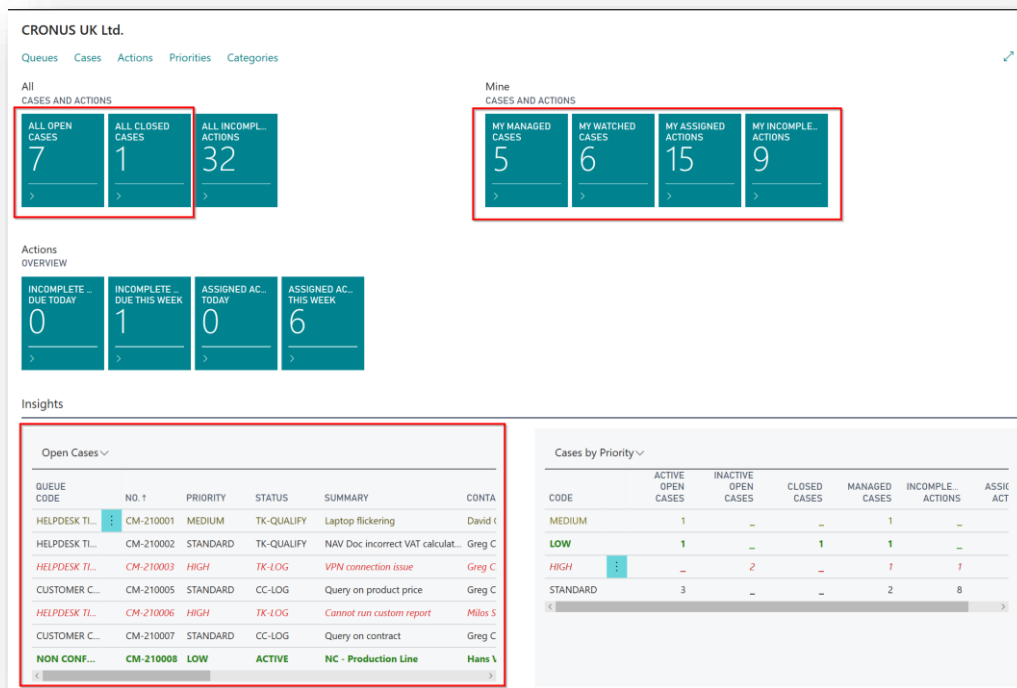 CRONUS UK Ltd.
Queues Cases Actions Priorities Categories
All
CASES AND ACTIONS
ALL OPEN CASES
7
ALL CLOSED CASES
1
ALL INCOMPL... ACTIONS
32
Mine
CASES AND ACTIONS
MY MANAGED CASES
5
MY WATCHED CASES
6
MY ASSIGNED ACTIONS
15
MY INCOMPLE... ACTIONS
9
Actions
OVERVIEW
INCOMPLETE ... DUE TODAY
0
INCOMPLETE ... DUE THIS WEEK
1
ASSIGNED AC... TODAY
0
ASSIGNED AC... THIS WEEK
6
Insights
Open Cases
QUEUE CODE NO. ↑ PRIORITY STATUS SUMMARY CONTA
HELPDESK TI... CM-210001 MEDIUM TK-QUALIFY Laptop flickering David
HELPDESK TI... CM-210002 STANDARD TK-QUALIFY NAV Doc incorrect VAT calculat... Greg C
HELPDESK TI... CM-210003 HIGH TK-LOG VPN connection issue Greg C
CUSTOMER C... CM-210005 STANDARD CC-LOG Query on product price Greg C
HELPDESK TI... CM-210006 HIGH TK-LOG Cannot run custom report Milos S
CUSTOMER C... CM-210007 STANDARD CC-LOG Query on contract Greg C
NON CONF... CM-210008 LOW ACTIVE NC - Production Line Hans V
Cases by Priority
CODE ACTIVE OPEN CASES INACTIVE OPEN CASES CLOSED CASES MANAGED CASES INCOMPLE... ACTIONS ASSIG ACT
MEDIUM 1 _ _ 1 _
LOW 1 _ 1 1 _
HIGH _ 2 _ 1 1
STANDARD 3 _ _ 2 8